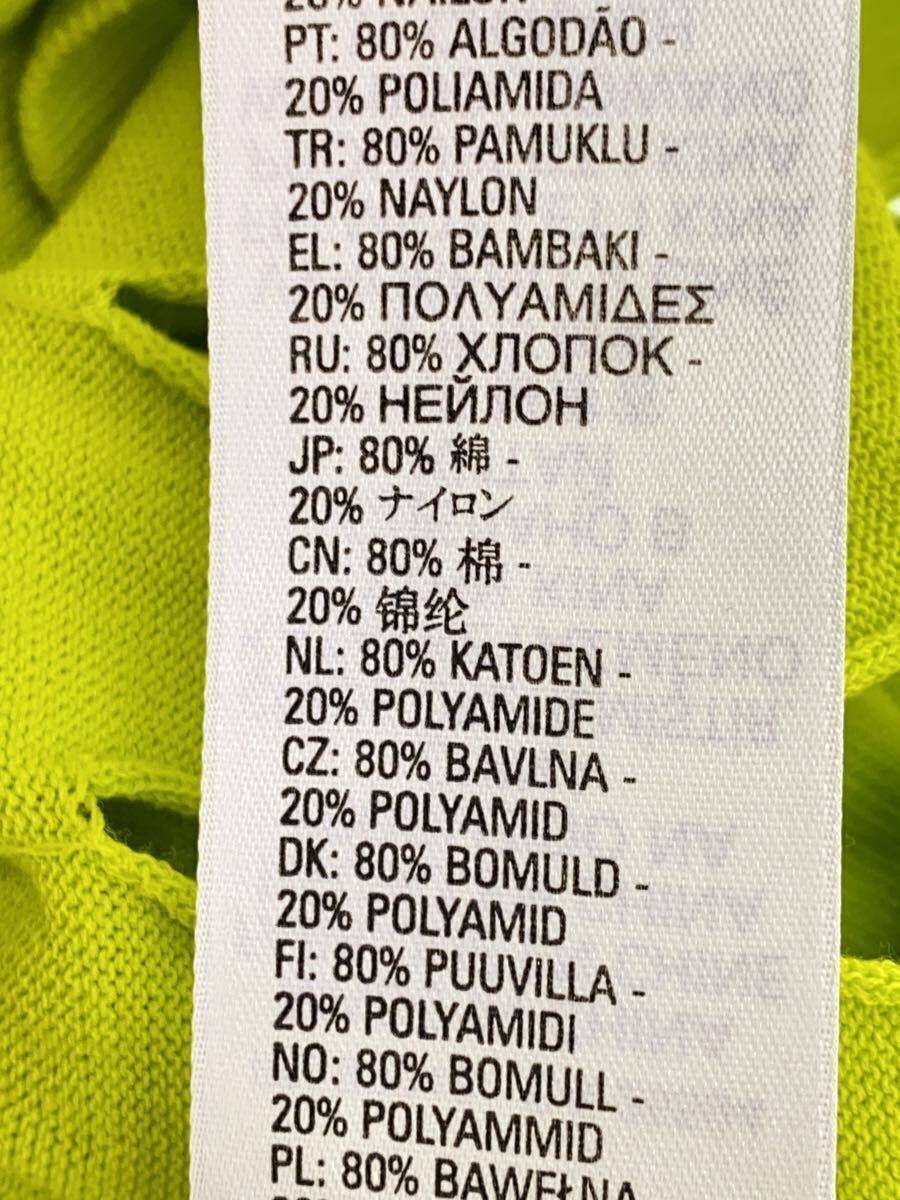 20% NAILON
PT: 80% ALGODÃO -
20% POLIAMIDA
TR: 80% PAMUKLU -
20% NAYLON
EL: 80% ΒΑΜΒΑΚΙ -
20% ΠΟΛΥΑΜΙΔΕΣ
RU: 80% ХЛОПОК -
20% НЕЙЛОН
JP: 80% 綿 -
20% ナイロン
CN: 80% 棉 -
20% 锦纶
NL: 80% KATOEN -
20% POLYAMIDE
CZ: 80% BAVLNA -
20% POLYAMID
DK: 80% BOMULD -
20% POLYAMID
FI: 80% PUUVILLA -
20% POLYAMIDI
NO: 80% BOMULL -
20% POLYAMMID
PL: 80% BAWEŁNA